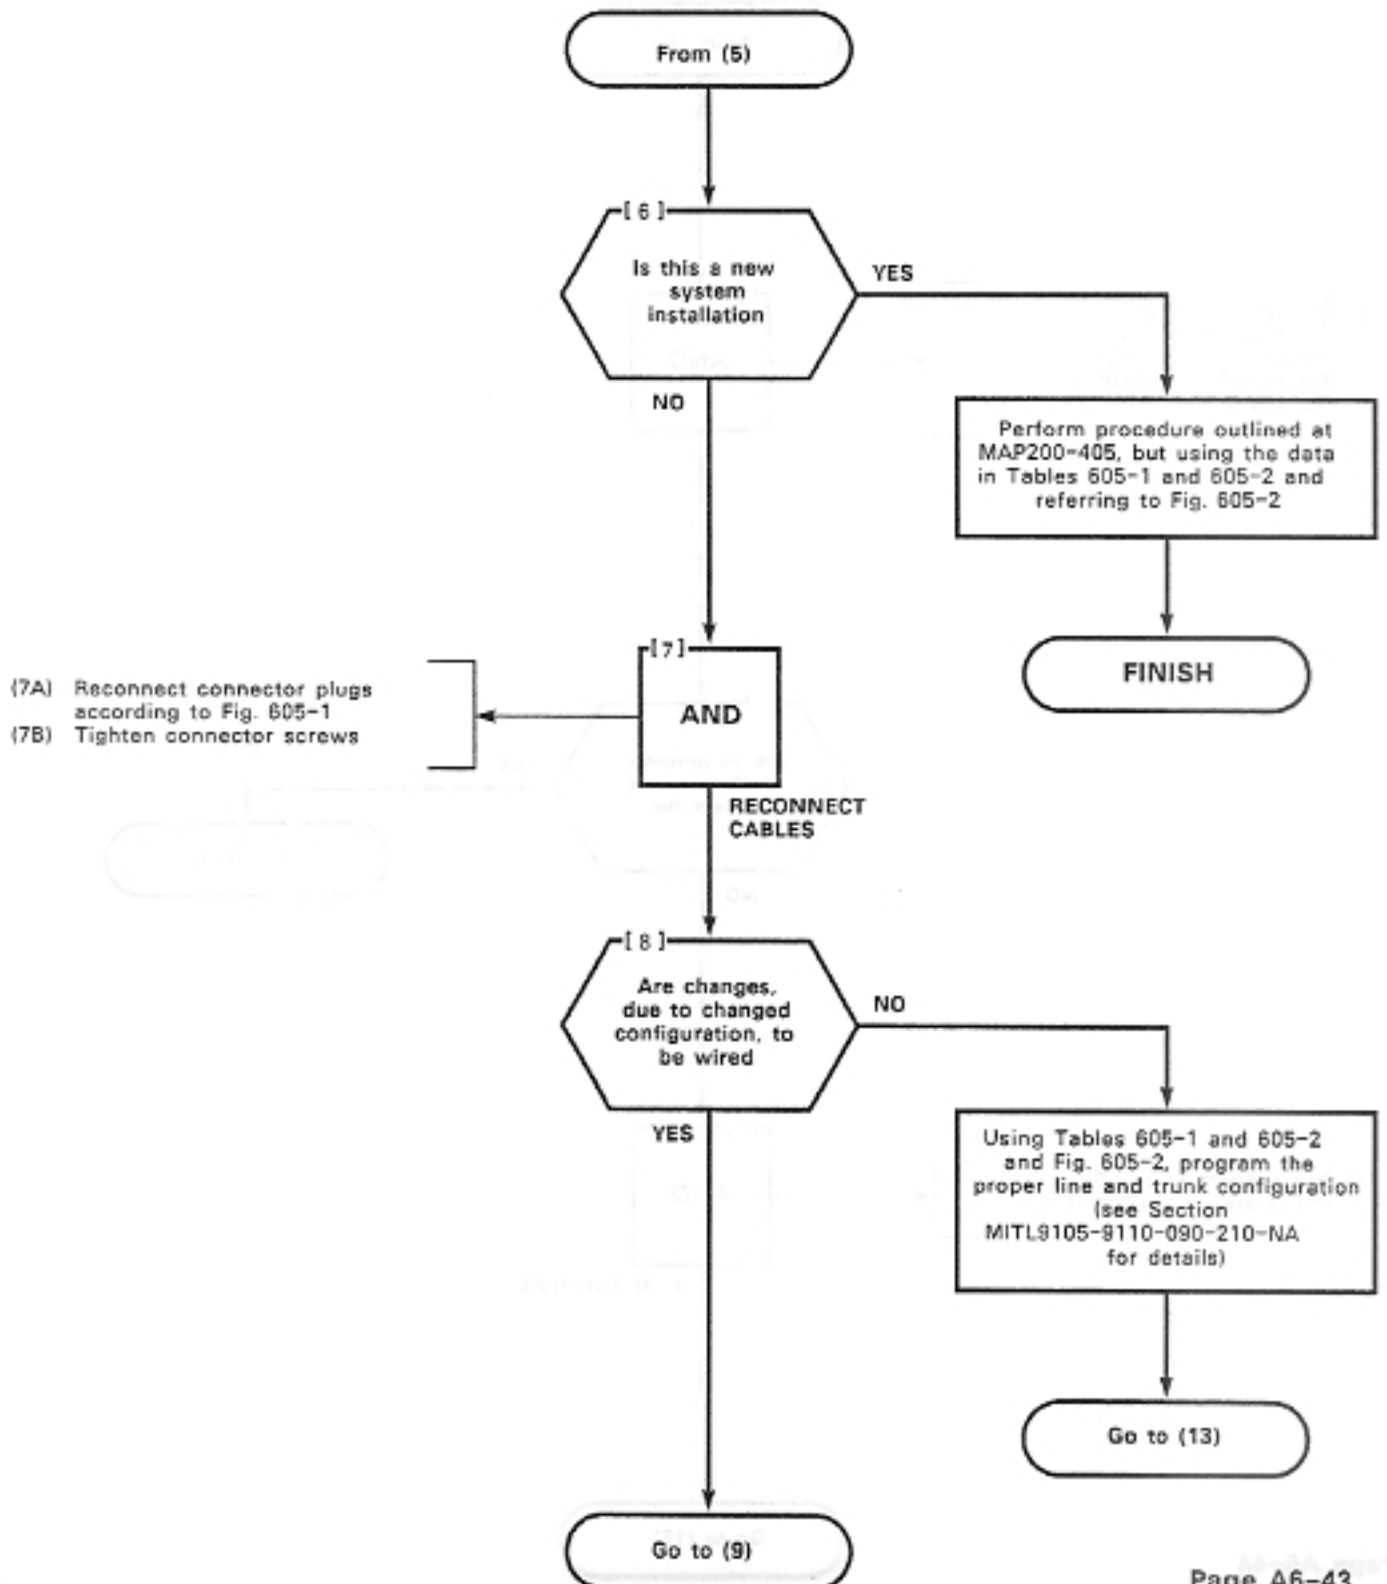 From (5)
[6]
Is this a new
system
installation
YES
NO
Perform procedure outlined at
MAP200-405, but using the data
in Tables 605-1 and 605-2 and
referring to Fig. 605-2
FINISH
[7]
AND
(7A) Reconnect connector plugs
according to Fig. 605-1
(7B) Tighten connector screws
RECONNECT
CABLES
[8]
Are changes,
due to changed
configuration, to
be wired
NO
YES
Using Tables 605-1 and 605-2
and Fig. 605-2, program the
proper line and trunk configuration
(see Section
MITL9105-9110-090-210-NA
for details)
Go to (13)
Go to (9)
Page A6-43